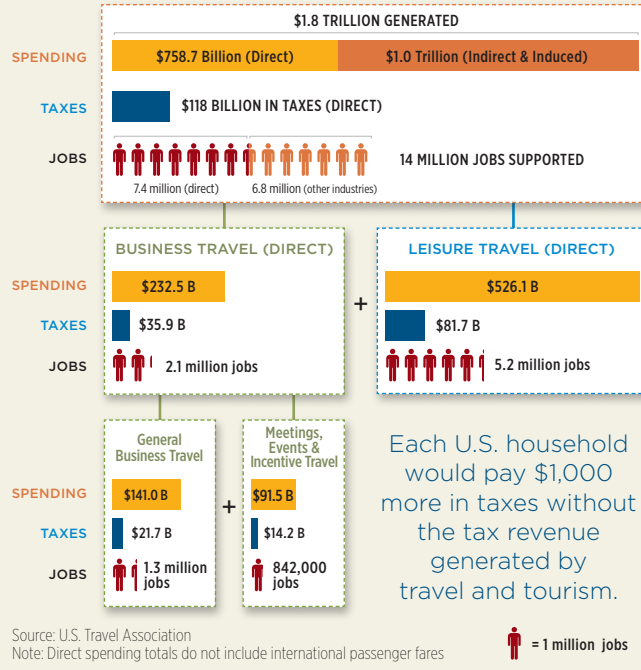 $1.8 TRILLION GENERATED
SPENDING
$758.7 Billion (Direct)
$1.0 Trillion (Indirect & Induced)
TAXES
$118 BILLION IN TAXES (DIRECT)
JOBS
14 MILLION JOBS SUPPORTED
7.4 million (direct)
6.8 million (other industries)
BUSINESS TRAVEL (DIRECT)
SPENDING
$232.5 B
TAXES
$35.9 B
JOBS
2.1 million jobs
+
LEISURE TRAVEL (DIRECT)
$526.1 B
$81.7 B
5.2 million jobs
General
Business Travel
SPENDING
$141.0 B
TAXES
$21.7 B
JOBS
1.3 million
jobs
+
Meetings,
Events &
Incentive Travel
$91.5 B
$14.2 B
842,000
jobs
Each U.S. household
would pay $1,000
more in taxes without
the tax revenue
generated by
travel and tourism.
Source: U.S. Travel Association
Note: Direct spending totals do not include international passenger fares
= 1 million jobs